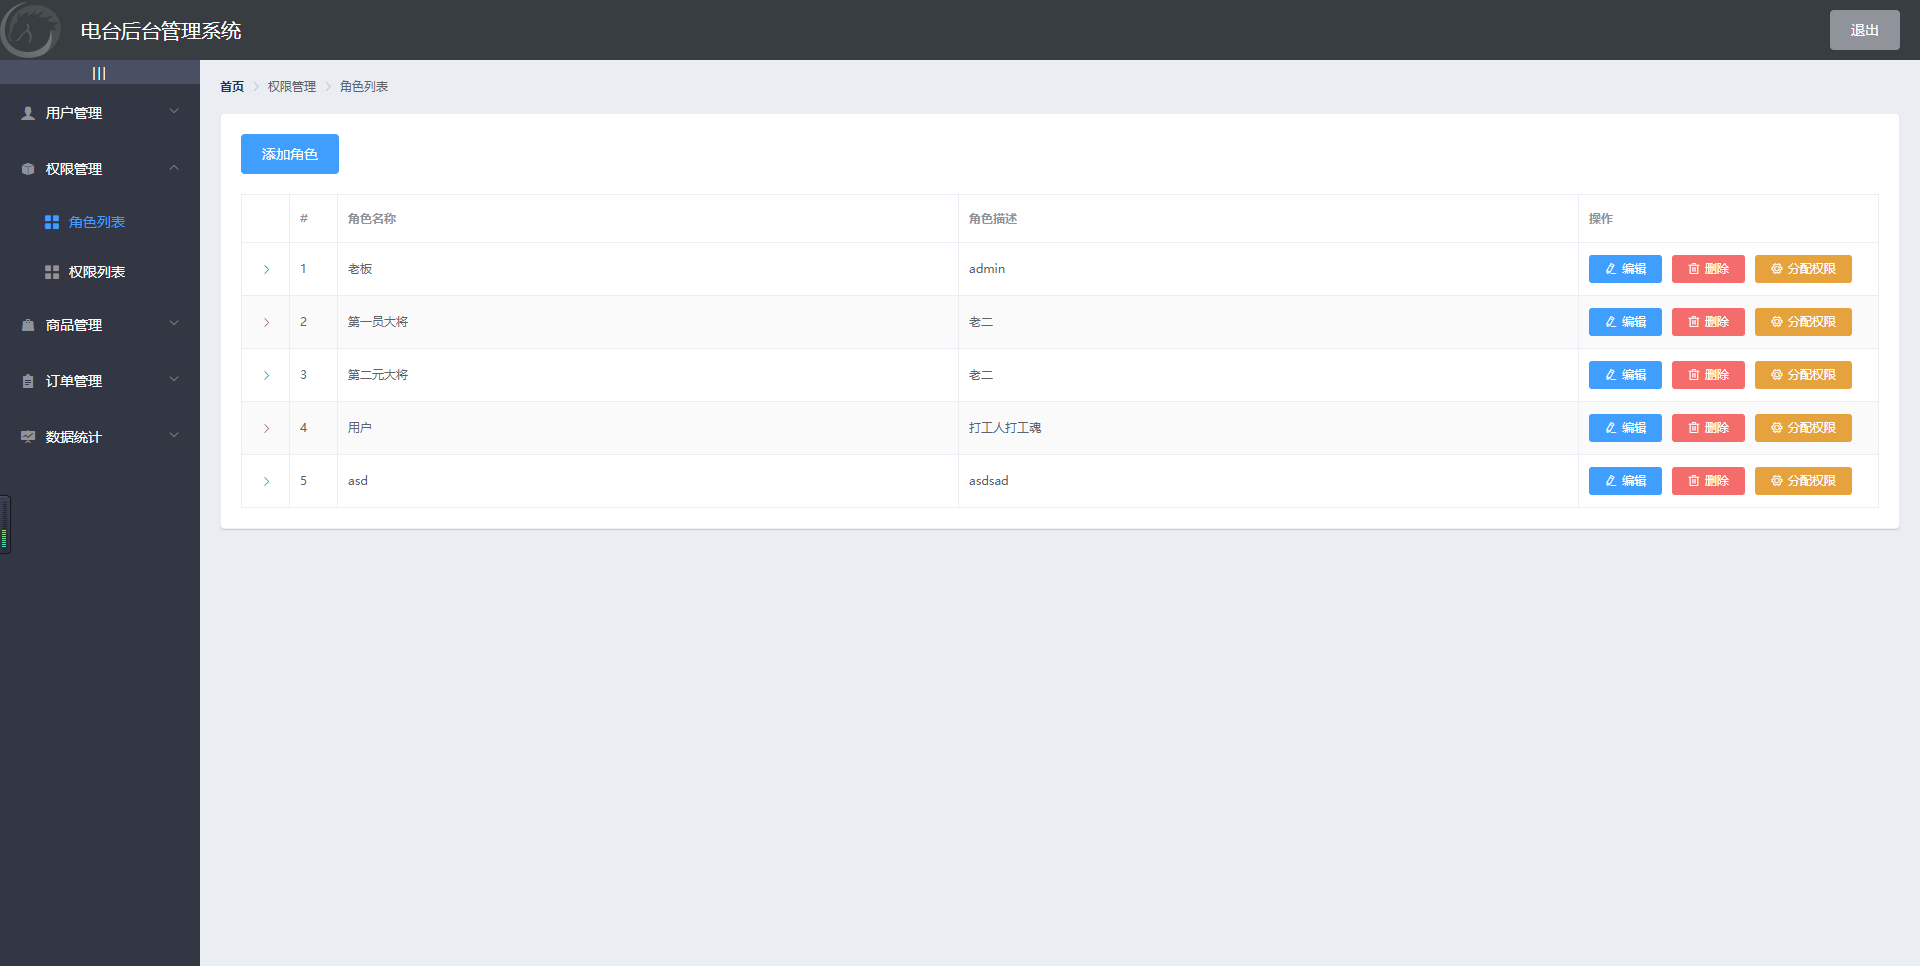 电台后台管理系统
退出
|||
用户管理
权限管理
角色列表
权限列表
商品管理
订单管理
数据统计
首页 > 权限管理 > 角色列表
添加角色
# 角色名称 角色描述 操作
1 老板 admin 编辑 删除 分配权限
2 第一员大将 老二 编辑 删除 分配权限
3 第二元大将 老二 编辑 删除 分配权限
4 用户 打工人打工魂 编辑 删除 分配权限
5 asd asdsad 编辑 删除 分配权限